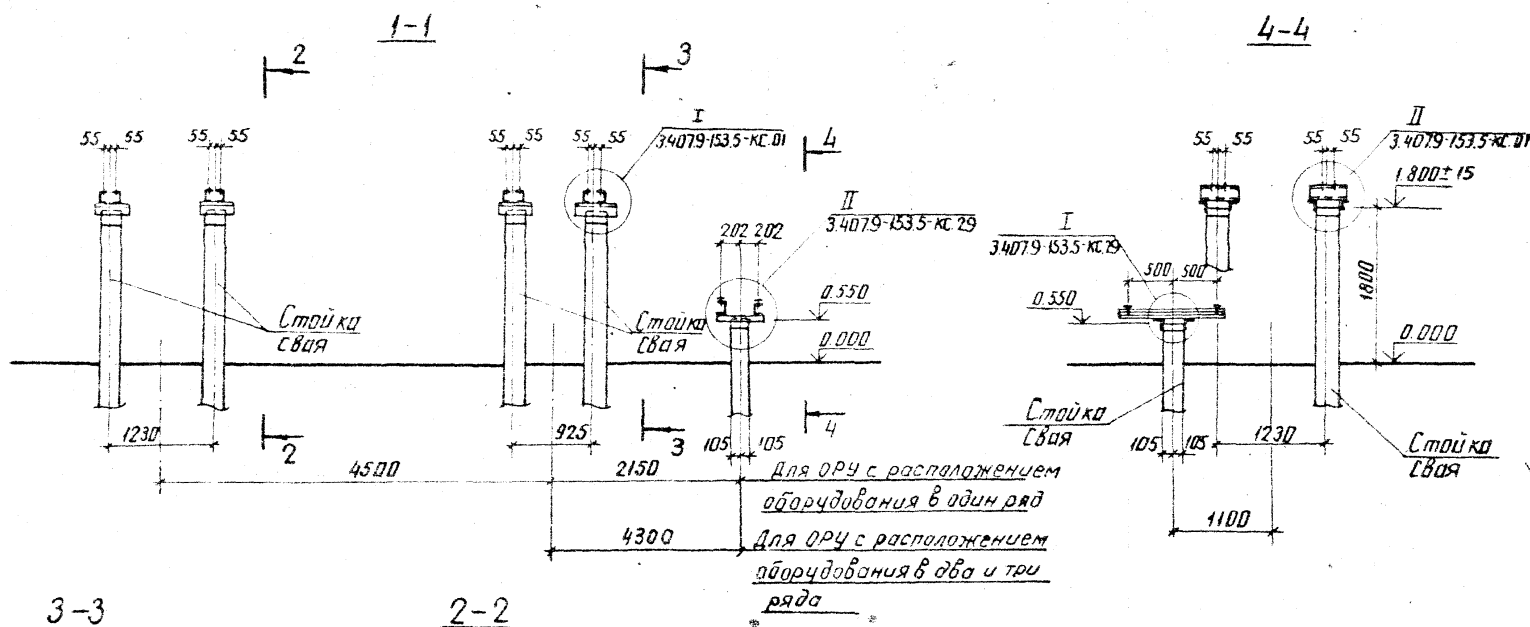 1-1
4-4
2
3
55 55
55 55
55 55
55 55
I
3.407.9-153.5-КС.01
4
II
3.407.9-153.5-КС.29
202 202
0.550
0.000
Стойка
свая
Стойка
свая
1230
925
105 105
2
3
4
4500
2150
Для ОРУ с расположением
оборудования в один ряд
4300
Для ОРУ с расположением
оборудования в два и три
ряда
55 55
55 55
II
3.407.9-153.5-КС.01
1.800±15
I
3.407.9-153.5-КС.29
500 500
0.550
1800
0.000
Стойка
свая
105 105
1230
Стойка
свая
1100
3-3
2-2